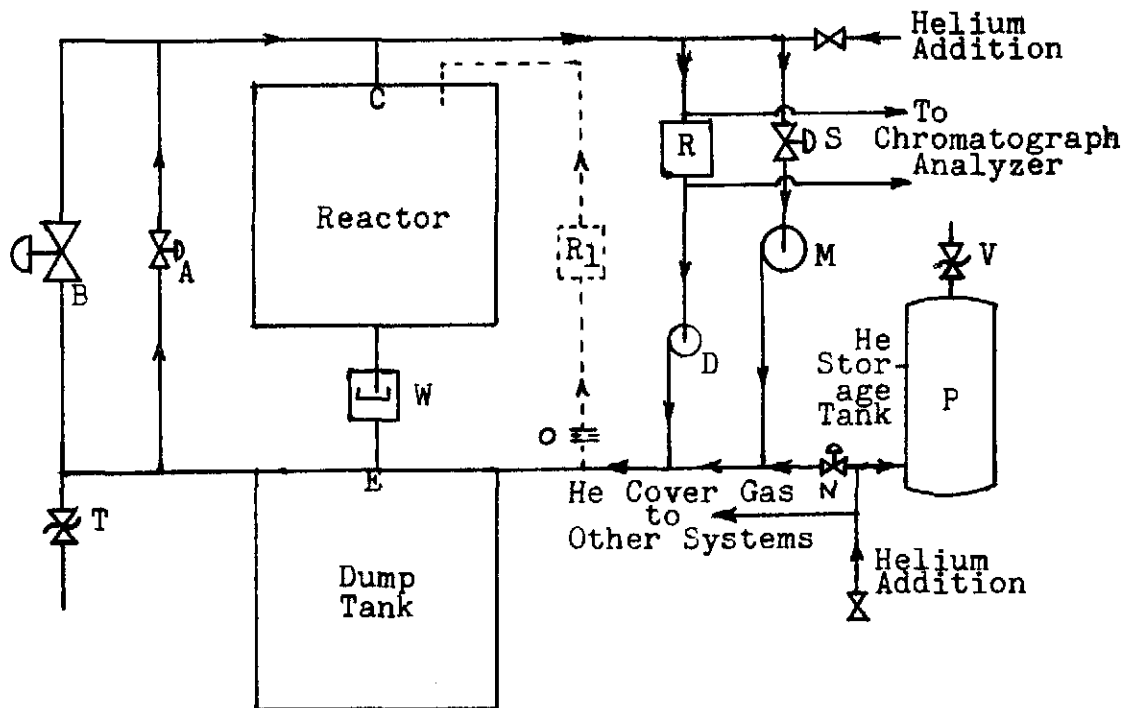 Helium
Addition
C
To
Chromatograph
Analyzer
R
S
Reactor
R1
M
V
B
A
D
He
Stor-
age
Tank
P
W
O
E
He Cover Gas
to
Other Systems
N
T
Helium
Addition
Dump
Tank